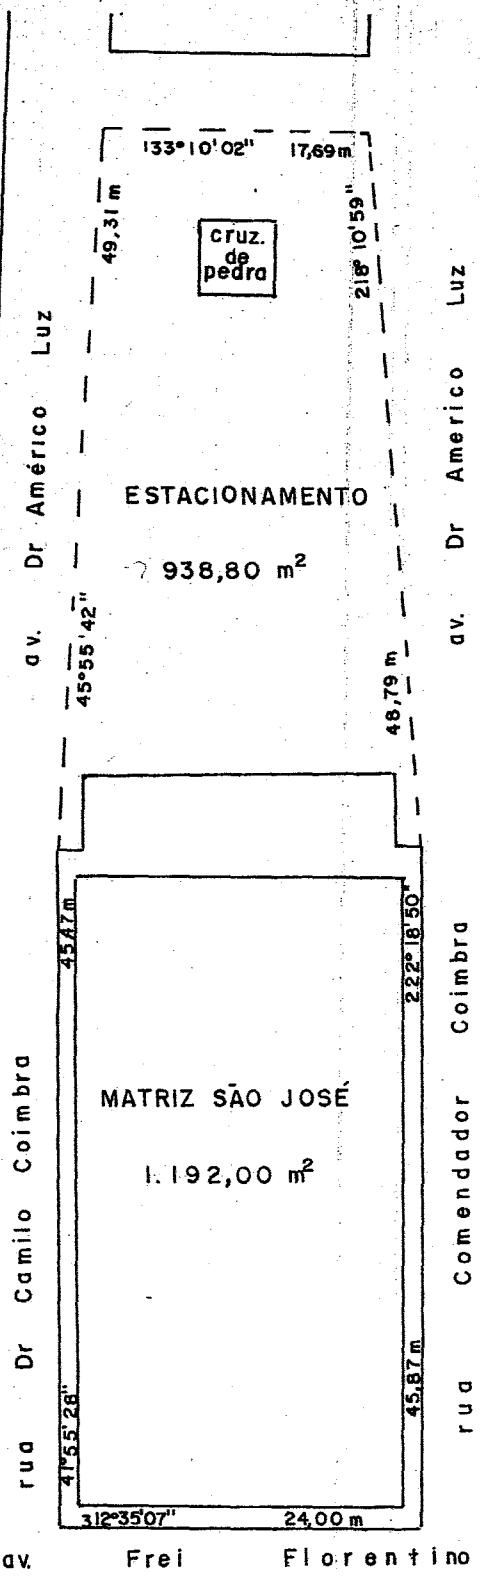 133°10'02" 17,69m
49,31 m
218°10'59"
cruz.
de
pedra
av. Dr Américo Luz
av. Dr Americo Luz
ESTACIONAMENTO
938,80 m²
45°55'42"
48,79 m
45,47m
222°18'50"
MATRIZ SÃO JOSÉ
1.192,00 m²
rua Dr Camilo Coimbra
rua Comendador Coimbra
41°55'28"
45,87 m
312°35'07" 24,00 m
av. Frei Florentino